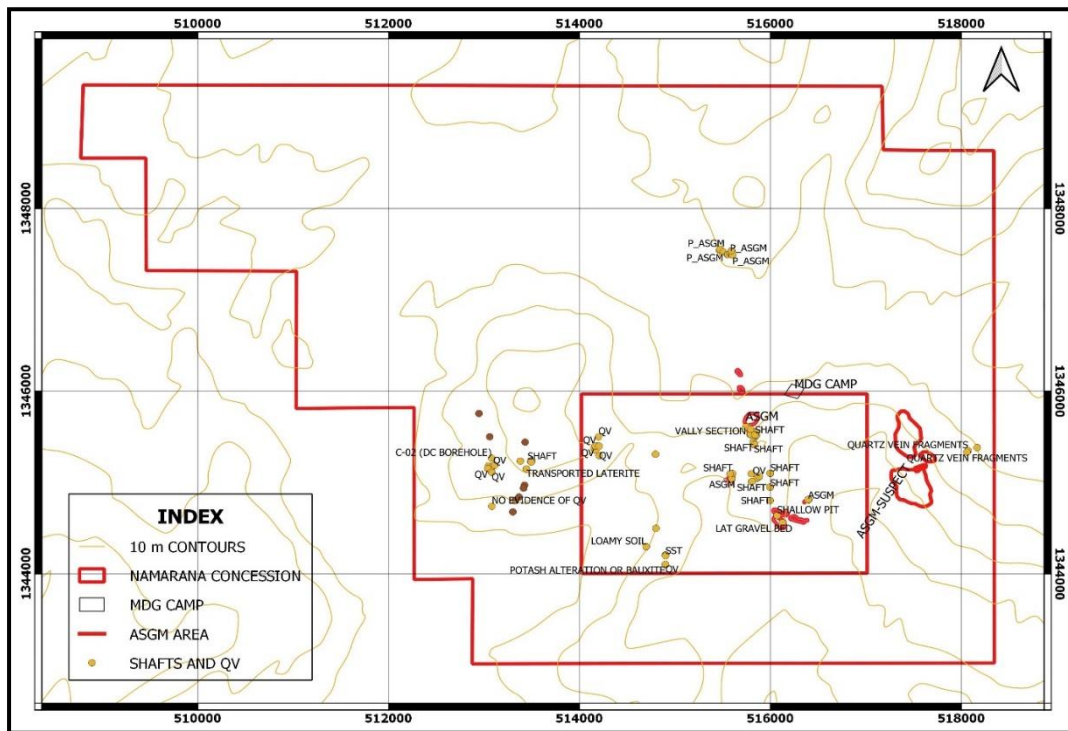 510000
512000
514000
516000
518000
1348000
1348000
P_ASGM
P_ASGM
P_ASGM
P_ASGM
1346000
1346000
MDG CAMP
ASGM
QV
VALLY SECTION
SHAFT
QV
SHAFT
SHAFT
QV
QV
QUARTZ VEIN FRAGMENTS
QUARTZ VEIN FRAGMENTS
C-02 (DC BOREHOLE)
QV
SHAFT
QV
QV
TRANSPORTED LATERITE
SHAFT
QV
SHAFT
ASGM
SHAFT
SHAFT
ASGM-SUSPECT
NO EVIDENCE OF QV
SHAFT
ASGM
SHALLOW PIT
LAT GRAVEL BED
LOAMY SOIL
SST
POTASH ALTERATION OR BAUXITE
QV
1344000
1344000
INDEX
10 m CONTOURS
NAMARANA CONCESSION
MDG CAMP
ASGM AREA
SHAFTS AND QV
510000
512000
514000
516000
518000